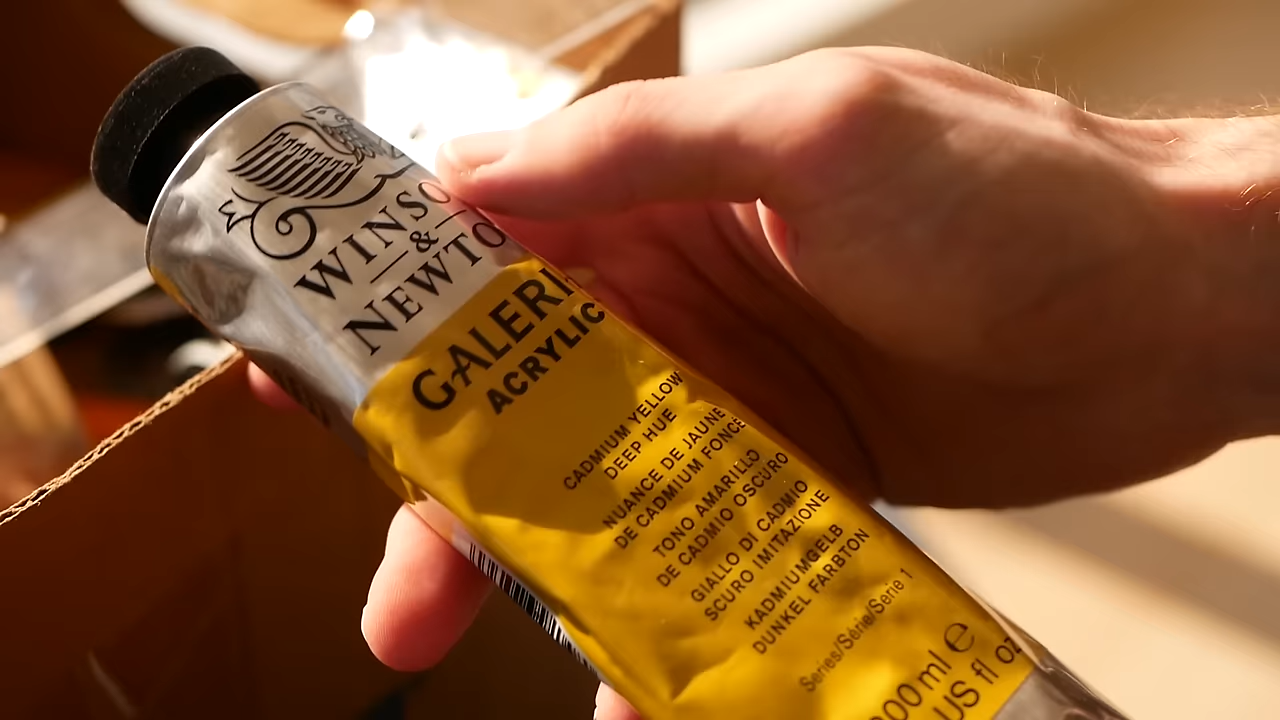 WINSO
&
NEWTO
GALERI
ACRYLIC
CADMIUM YELLOW
DEEP HUE
NUANCE DE JAUNE
DE CADMIUM FONCÉ
TONO AMARILLO
DE CADMIO OSCURO
GIALLO DI CADMIO
SCURO IMITAZIONE
KADMIUMGELB
DUNKEL FARBTON
Series/Série/Serie 1
00 ml e
US fl oz